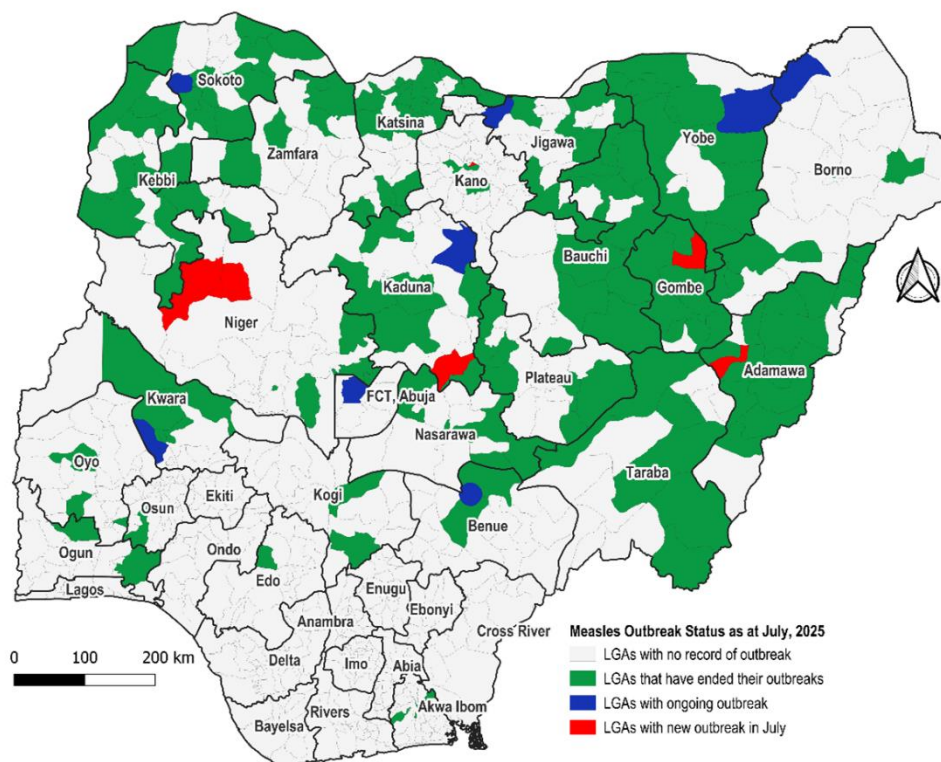 Sokoto
Katsina
Jigawa
Yobe
Zamfara
Kano
Borno
Kebbi
Bauchi
Kaduna
Gombe
Niger
Adamawa
Plateau
FCT, Abuja
Kwara
Nasarawa
Taraba
Oyo
Kogi
Ekiti
Osun
Benue
Ondo
Ogun
Edo
Lagos
Enugu
Ebonyi
Anambra
Cross River
Delta
Imo
Abia
Akwa Ibom
Rivers
Bayelsa
0 100 200 km
Measles Outbreak Status as at July, 2025
LGAs with no record of outbreak
LGAs that have ended their outbreaks
LGAs with ongoing outbreak
LGAs with new outbreak in July